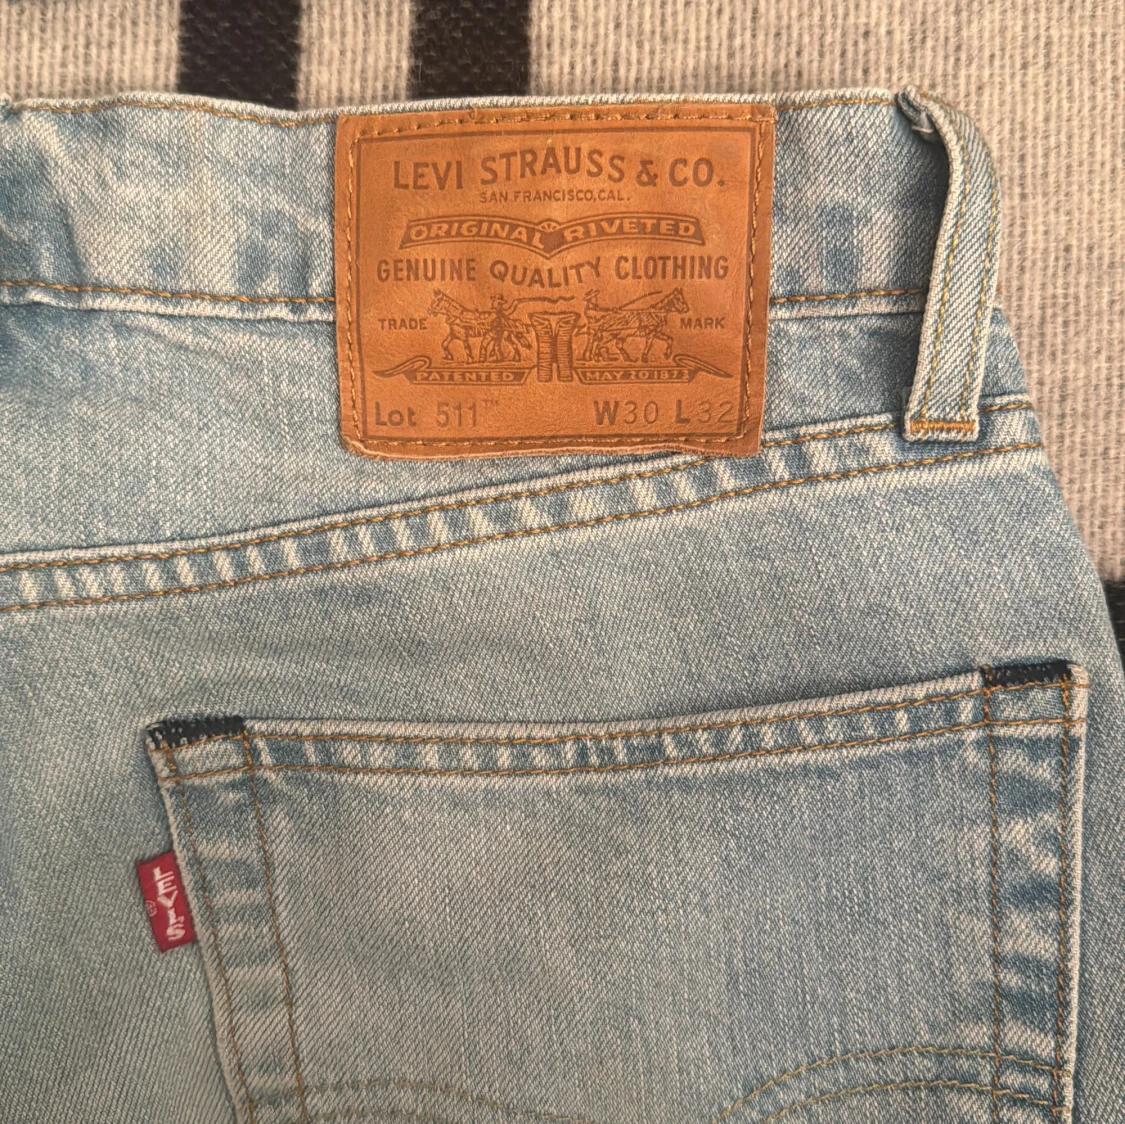 LEVI STRAUSS & CO.
SAN FRANCISCO, CAL.
ORIGINAL RIVETED
GENUINE QUALITY CLOTHING
TRADE MARK
PATENTED MAY 20 1873
Lot 511™ W30 L32
LEVI'S
®